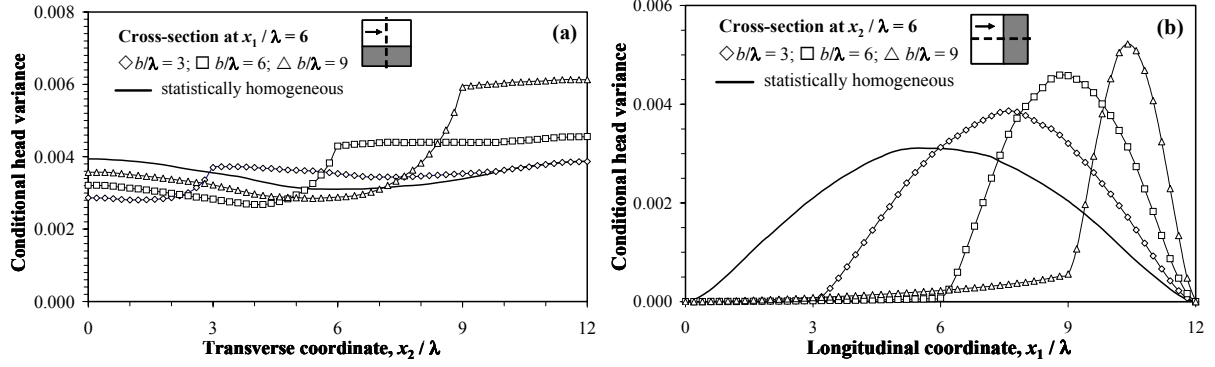 0.008
0.006
0.004
0.002
0.000
Conditional head variance
Cross-section at x₁ / λ = 6
◇ b/λ = 3; □ b/λ = 6; △ b/λ = 9
statistically homogeneous
(a)
0 3 6 9 12
Transverse coordinate, x₂ / λ
0.006
0.004
0.002
0.000
Conditional head variance
Cross-section at x₂ / λ = 6
◇ b/λ = 3; □ b/λ = 6; △ b/λ = 9
statistically homogeneous
(b)
0 3 6 9 12
Longitudinal coordinate, x₁ / λ